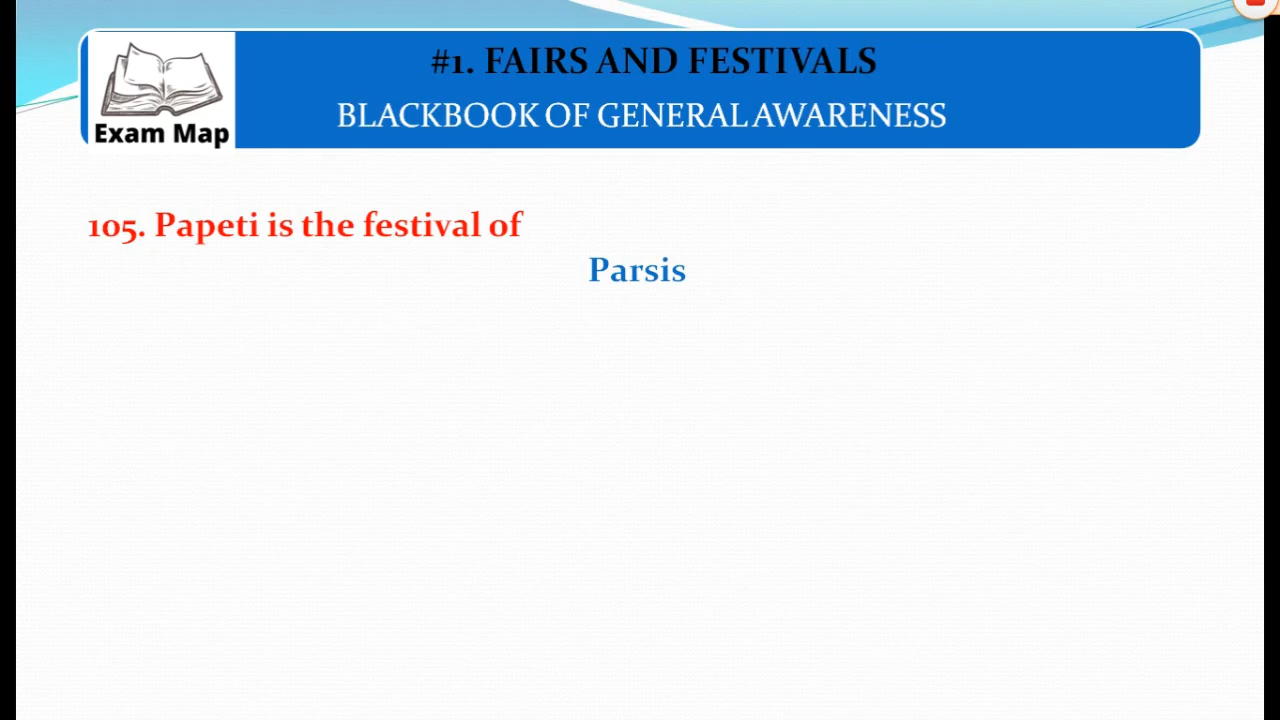 #1. FAIRS AND FESTIVALS
BLACKBOOK OF GENERAL AWARENESS
Exam Map
105. Papeti is the festival of
Parsis